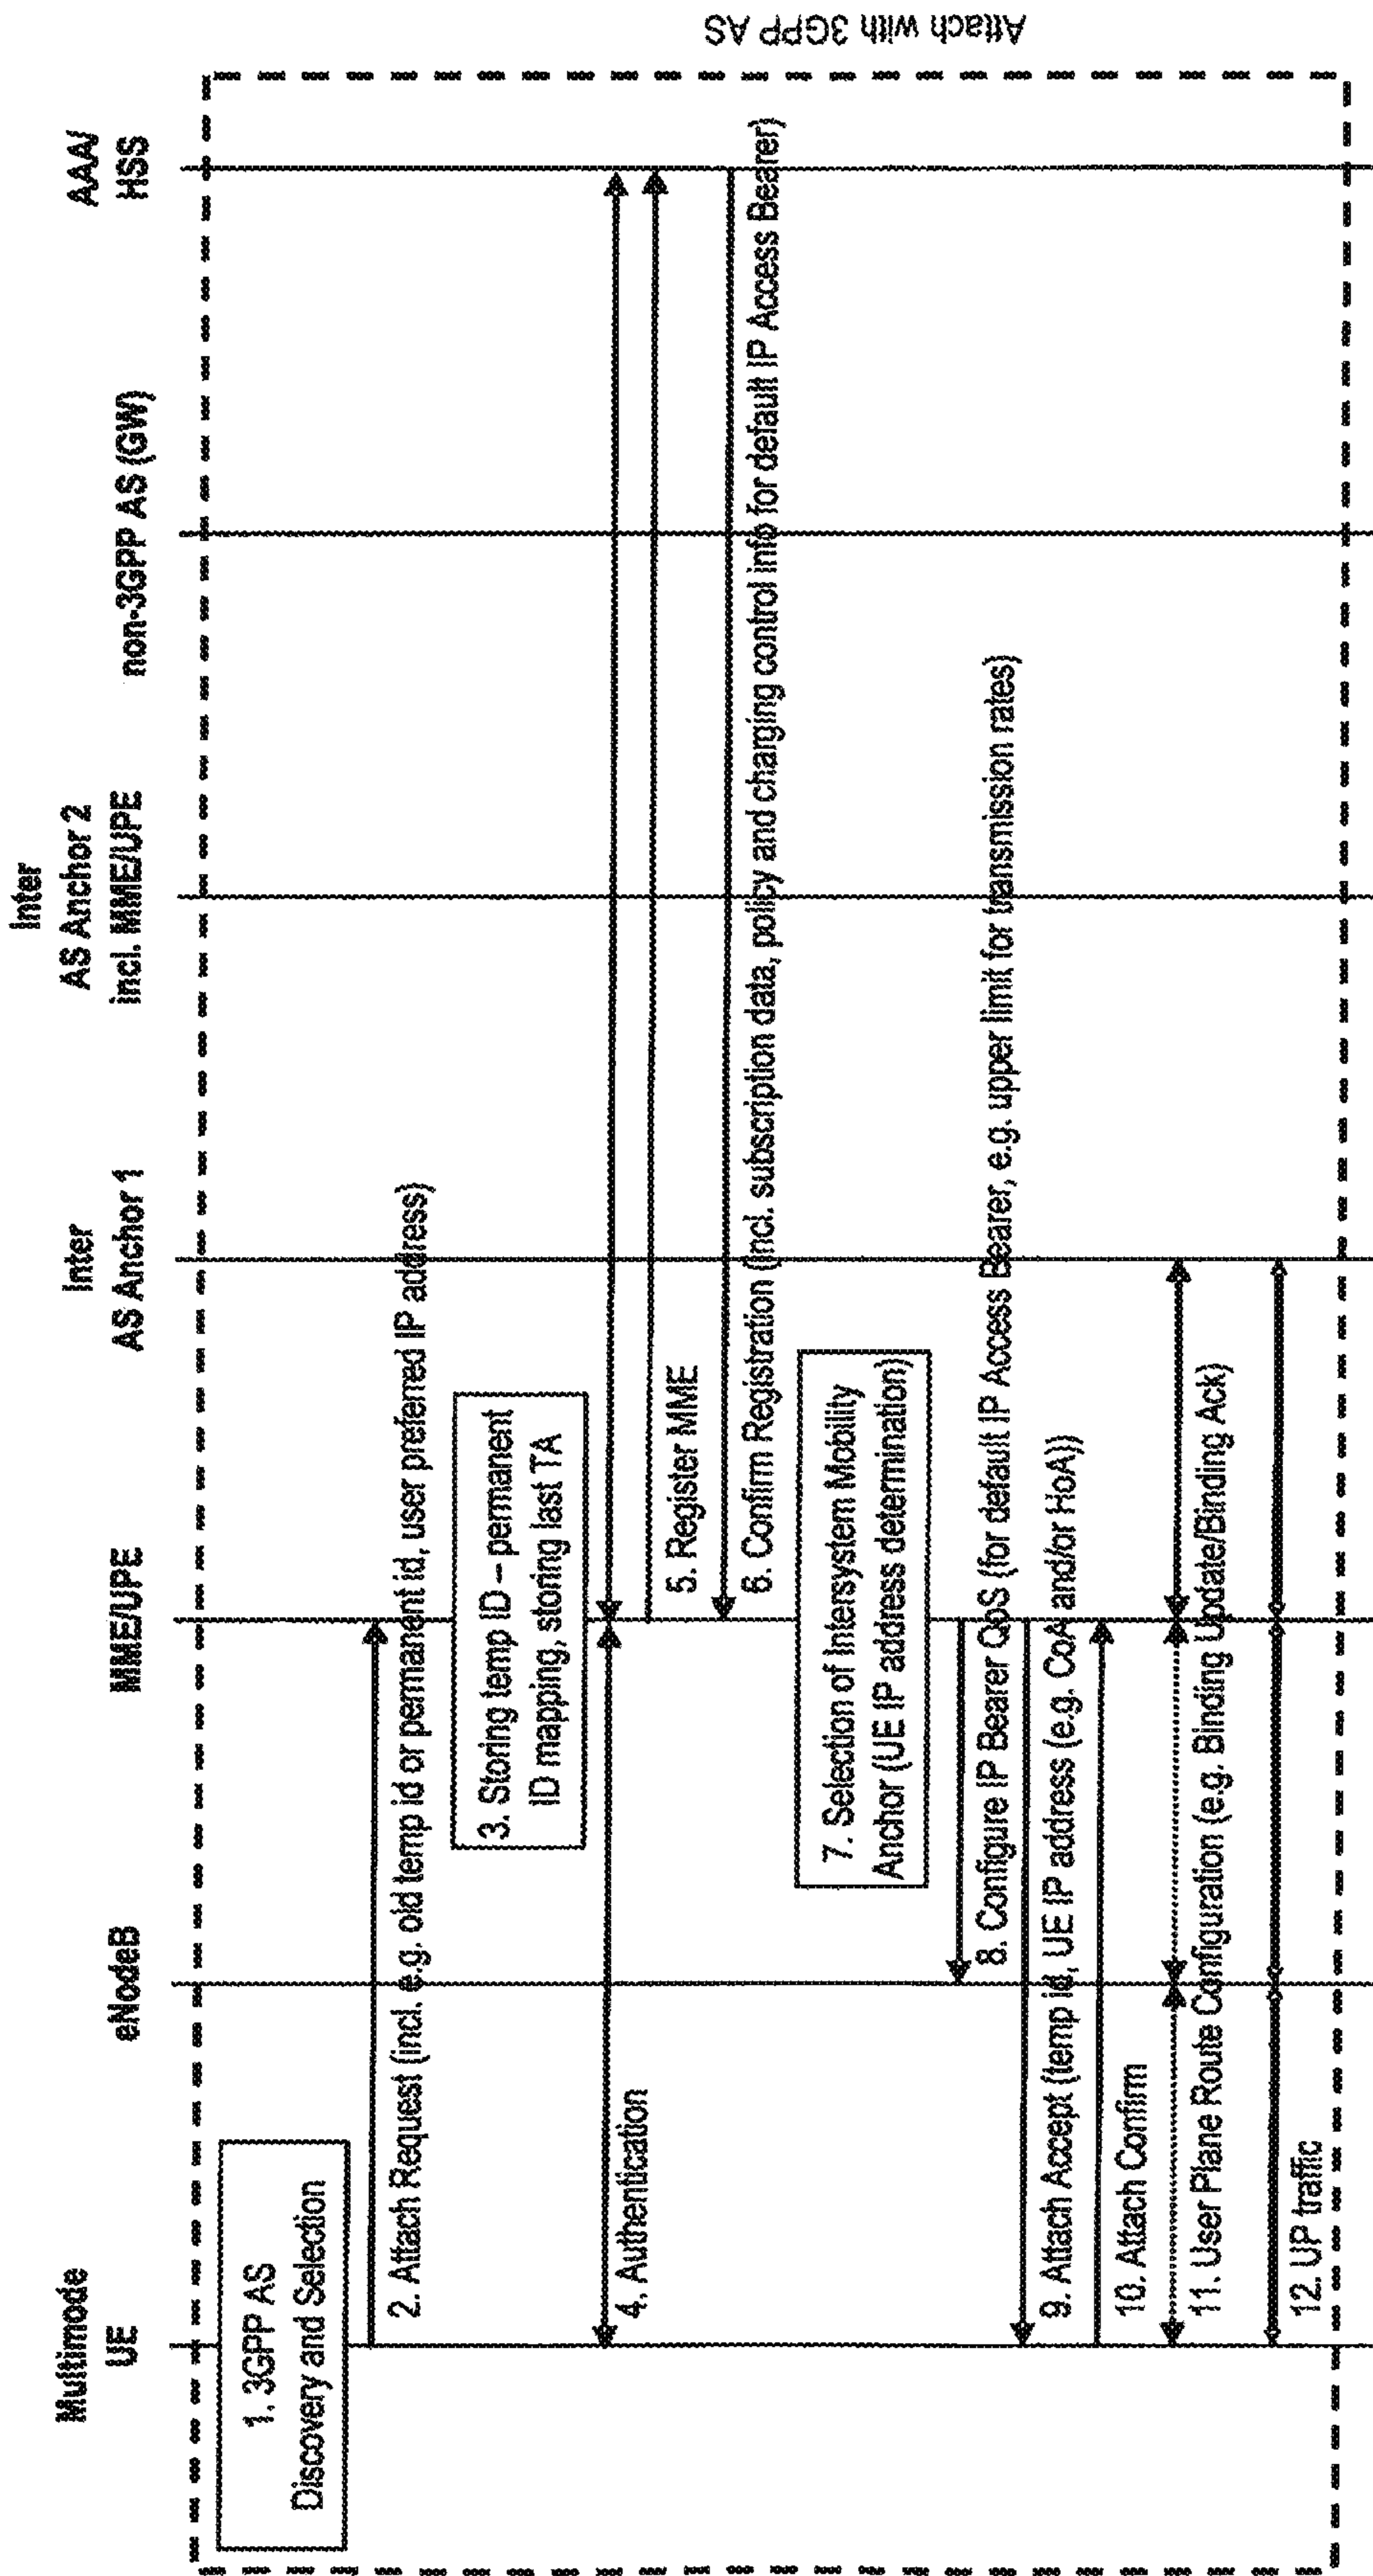 Multimode
UE
eNodeB
MME/UPE
Inter
AS Anchor 1
Inter
AS Anchor 2
incl. MME/UPE
non-3GPP AS (GW)
AAA/
HSS
1. 3GPP AS
Discovery and Selection
2. Attach Request (incl. e.g. old temp id or permanent id, user preferred IP address)
3. Storing temp ID – permanent
ID mapping, storing last TA
4. Authentication
5. Register MME
6. Confirm Registration (incl. subscription data, policy and charging control info for default IP Access Bearer)
7. Selection of Intersystem Mobility
Anchor (UE IP address determination)
8. Configure IP Bearer QoS (for default IP Access Bearer, e.g. upper limit for transmission rates)
9. Attach Accept (temp id, UE IP address (e.g. CoA and/or HoA))
10. Attach Confirm
11. User Plane Route Configuration (e.g. Binding Update/Binding Ack)
12. UP traffic
Attach with 3GPP AS